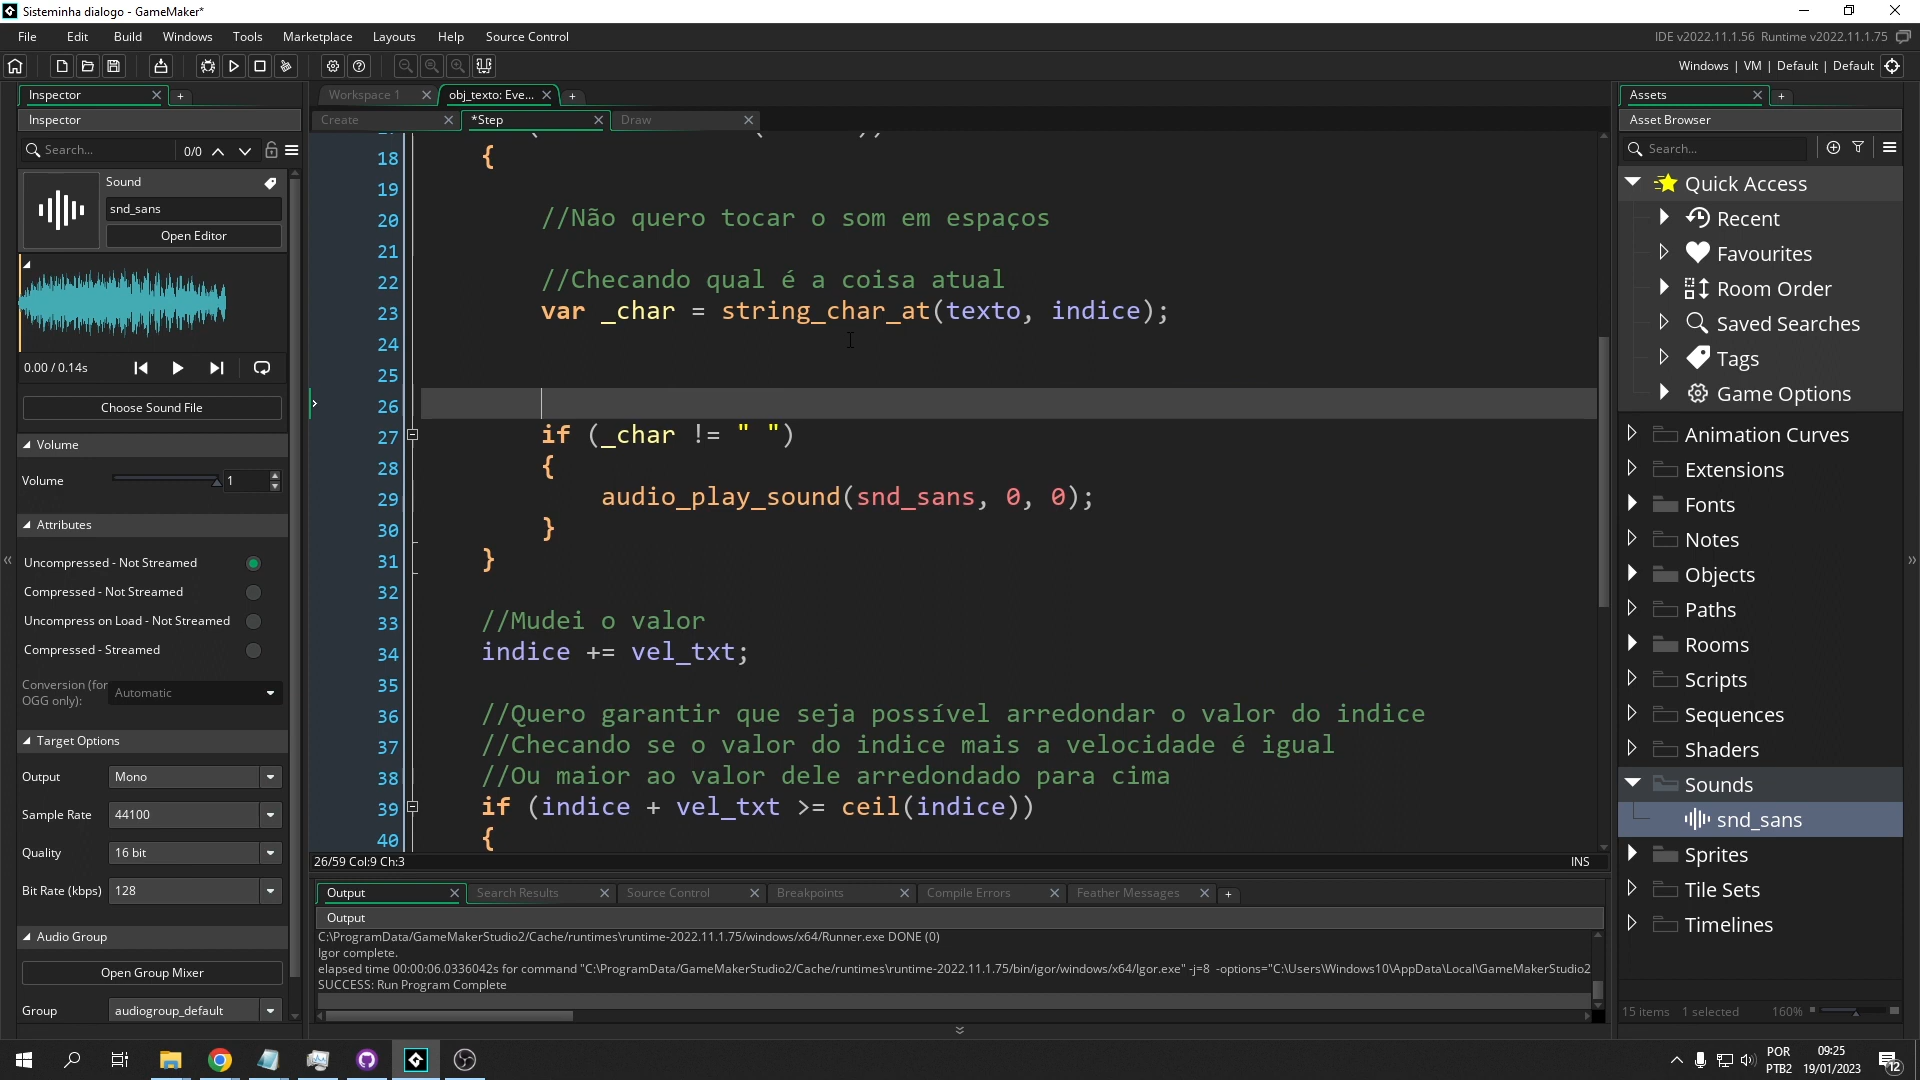 Sisteminha dialogo - GameMaker*
File Edit Build Windows Tools Marketplace Layouts Help Source Control
IDE v2022.11.1.56 Runtime v2022.11.1.75
Windows | VM | Default | Default
Inspector
Inspector
Search... 0/0
Sound
snd_sans
Open Editor
0.00 / 0.14s
Choose Sound File
Volume
Volume 1
Attributes
Uncompressed - Not Streamed
Compressed - Not Streamed
Uncompress on Load - Not Streamed
Compressed - Streamed
Conversion (for OGG only): Automatic
Target Options
Output Mono
Sample Rate 44100
Quality 16 bit
Bit Rate (kbps) 128
Audio Group
Open Group Mixer
Group audiogroup_default
Workspace 1 obj_texto: Eve...
Create *Step Draw
18 {
19
20 //Não quero tocar o som em espaços
21
22 //Checando qual é a coisa atual
23 var _char = string_char_at(texto, indice);
24
25
26
27 if (_char != " ")
28 {
29 audio_play_sound(snd_sans, 0, 0);
30 }
31 }
32
33 //Mudei o valor
34 indice += vel_txt;
35
36 //Quero garantir que seja possível arredondar o valor do indice
37 //Checando se o valor do indice mais a velocidade é igual
38 //Ou maior ao valor dele arredondado para cima
39 if (indice + vel_txt >= ceil(indice))
40 {
26/59 Col:9 Ch:3 INS
Output Search Results Source Control Breakpoints Compile Errors Feather Messages
Output
C:\ProgramData/GameMakerStudio2/Cache/runtimes\runtime-2022.11.1.75/windows/x64/Runner.exe DONE (0)
Igor complete.
elapsed time 00:00:06.0336042s for command "C:\ProgramData/GameMakerStudio2/Cache/runtimes\runtime-2022.11.1.75/bin/igor/windows/x64/Igor.exe" -j=8 -options="C:\Users\Windows10\AppData\Local\GameMakerStudio2
SUCCESS: Run Program Complete
Assets
Asset Browser
Search...
Quick Access
Recent
Favourites
Room Order
Saved Searches
Tags
Game Options
Animation Curves
Extensions
Fonts
Notes
Objects
Paths
Rooms
Scripts
Sequences
Shaders
Sounds
snd_sans
Sprites
Tile Sets
Timelines
15 items 1 selected 160%
POR
PTB2
09:25
19/01/2023
12